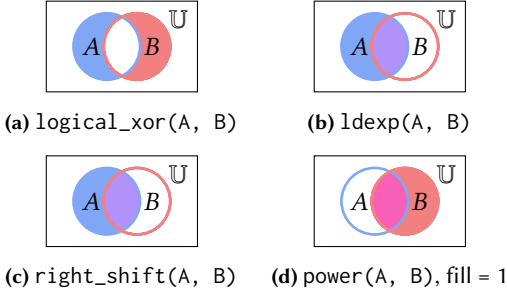 A B 𝕌
A B 𝕌
(a) logical_xor(A, B)
(b) ldexp(A, B)
A B 𝕌
A B 𝕌
(c) right_shift(A, B)
(d) power(A, B), fill = 1